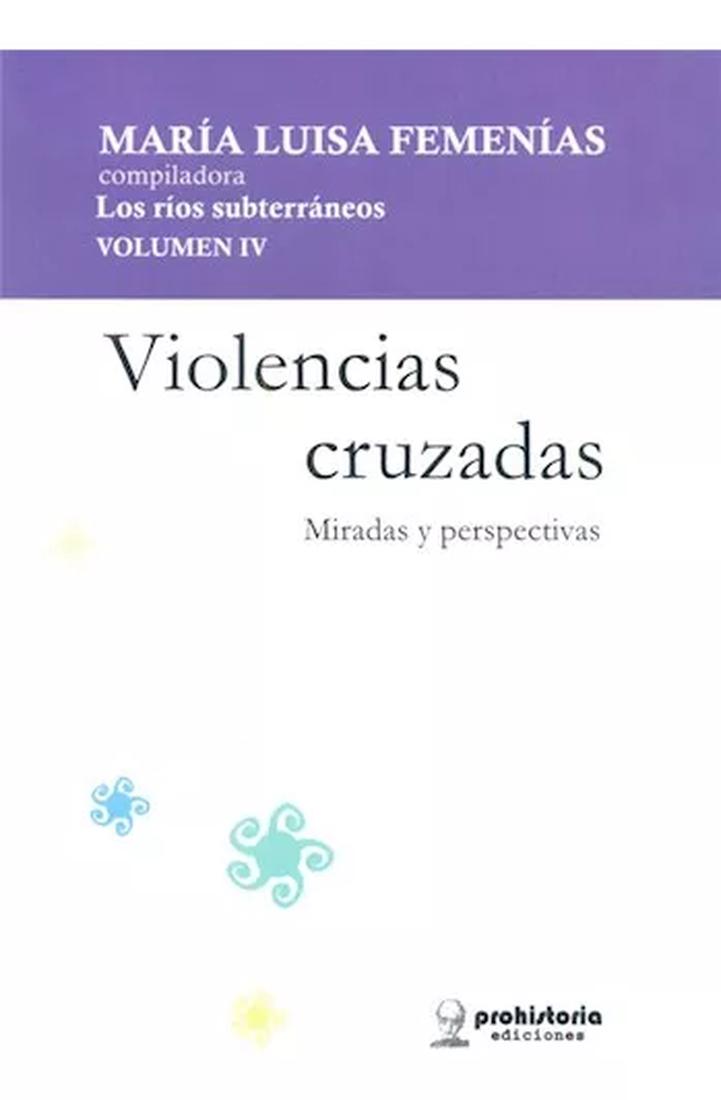 MARÍA LUISA FEMENÍAS
compiladora
Los ríos subterráneos
VOLUMEN IV
Violencias
cruzadas
Miradas y perspectivas
prohistoria
ediciones